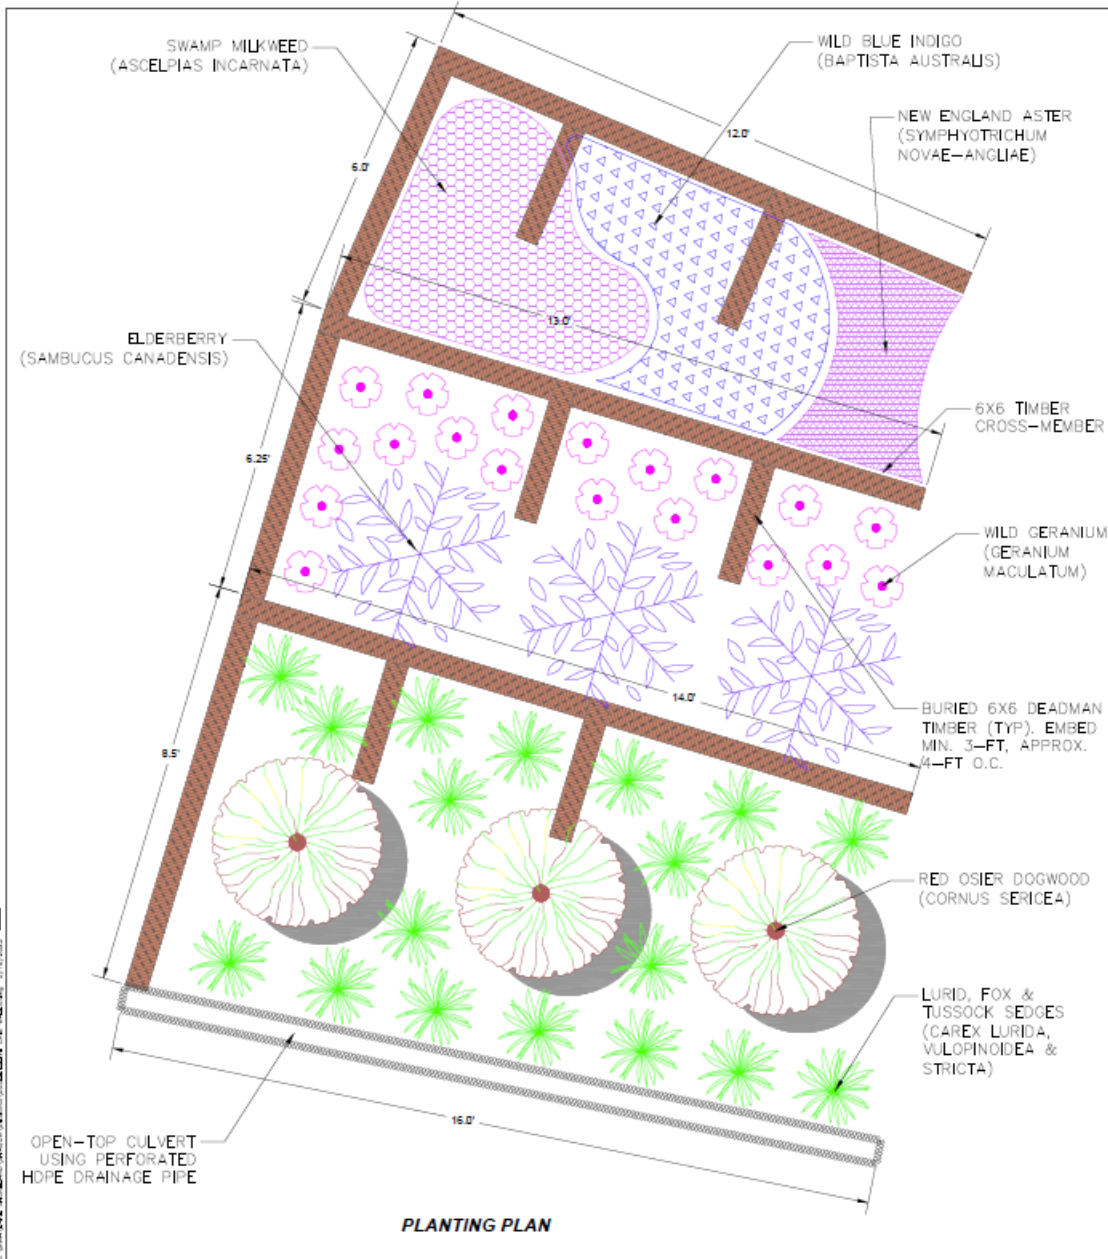 SWAMP MILKWEED
(ASCELPIAS INCARNATA)
WILD BLUE INDIGO
(BAPTISTA AUSTRALIS)
NEW ENGLAND ASTER
(SYMPHYOTRICHUM
NOVAE-ANGLIAE)
12.0'
6.0'
13.0'
ELDERBERRY
(SAMBUCUS CANADENSIS)
6X6 TIMBER
CROSS-MEMBER
6.25'
WILD GERANIUM
(GERANIUM
MACULATUM)
14.0'
BURIED 6X6 DEADMAN
TIMBER (TYP). EMBED
MIN. 3-FT, APPROX.
4-FT O.C.
8.5'
RED OSIER DOGWOOD
(CORNUS SERICEA)
LURID, FOX &
TUSSOCK SEDGES
(CAREX LURIDA,
VULOPINOIDEA &
STRICTA)
16.0'
OPEN-TOP CULVERT
USING PERFORATED
HDPE DRAINAGE PIPE
PLANTING PLAN